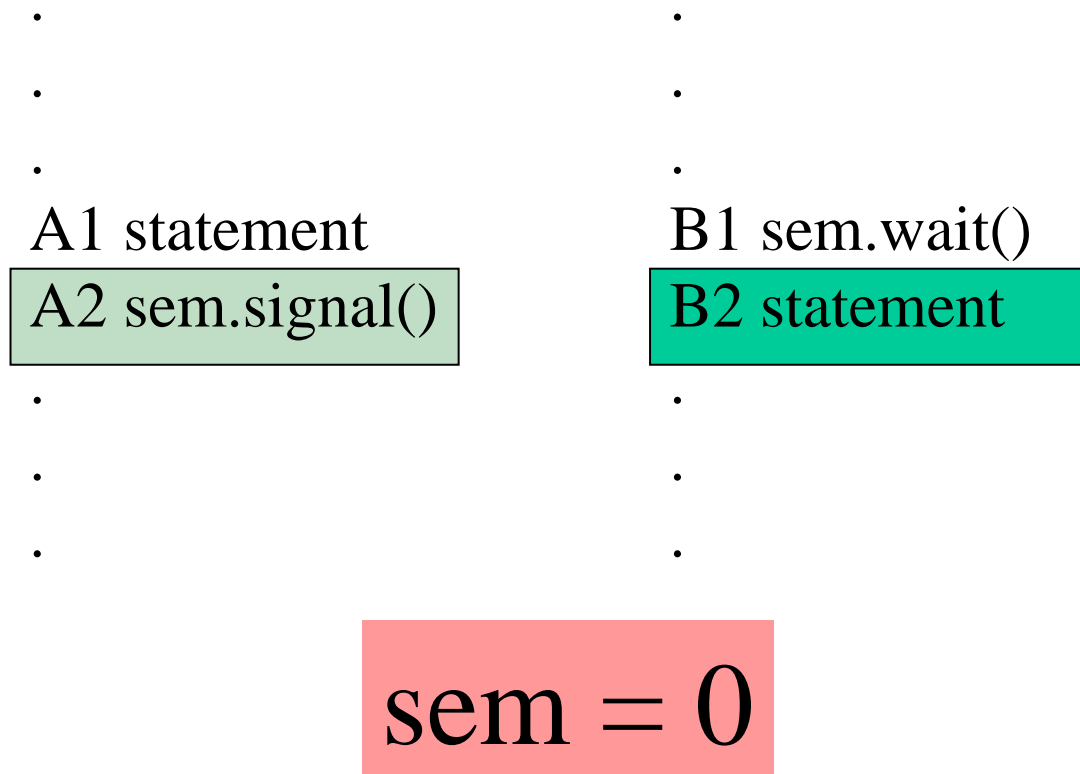 .
.
.
A1 statement
A2 sem.signal()
.
.
.
.
.
.
B1 sem.wait()
B2 statement
.
.
.
sem = 0